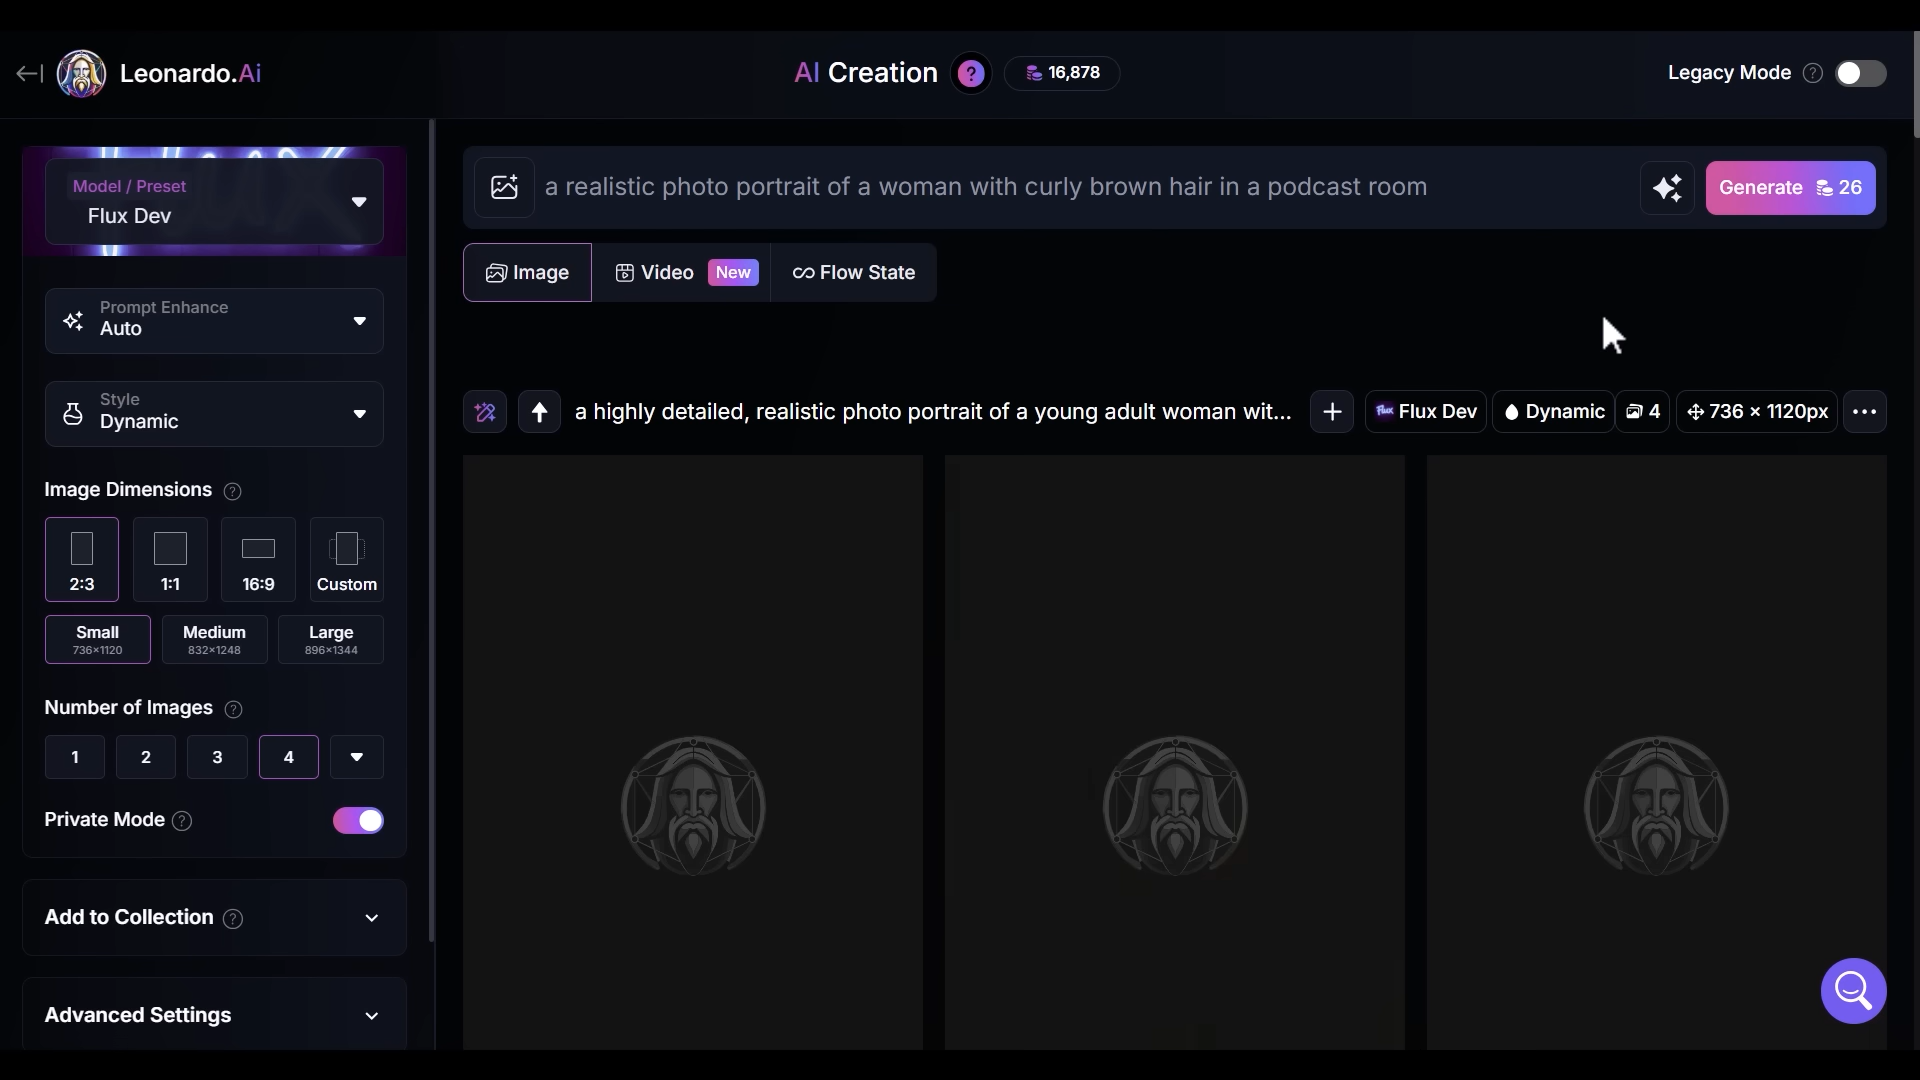 Leonardo.Ai
AI Creation ? 16,878
Legacy Mode ?
Model / Preset
Flux Dev
a realistic photo portrait of a woman with curly brown hair in a podcast room
Generate 26
Image
Video New
Flow State
Prompt Enhance
Auto
Style
Dynamic
a highly detailed, realistic photo portrait of a young adult woman wit...
Flux Flux Dev
Dynamic
4
736 × 1120px
Image Dimensions ?
2:3
1:1
16:9
Custom
Small
736×1120
Medium
832×1248
Large
896×1344
Number of Images ?
1
2
3
4
Private Mode ?
Add to Collection ?
Advanced Settings